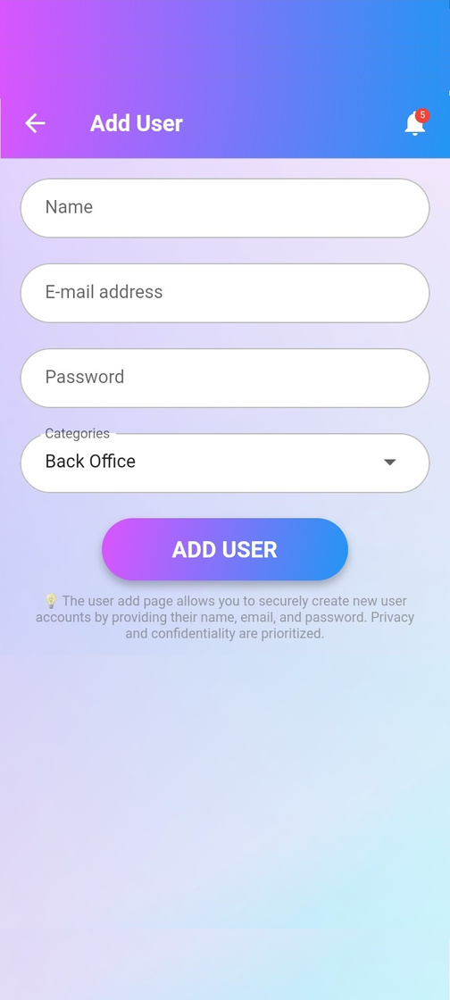 Add User
5
Name
E-mail address
Password
Categories
Back Office
ADD USER
💡 The user add page allows you to securely create new user
accounts by providing their name, email, and password. Privacy
and confidentiality are prioritized.